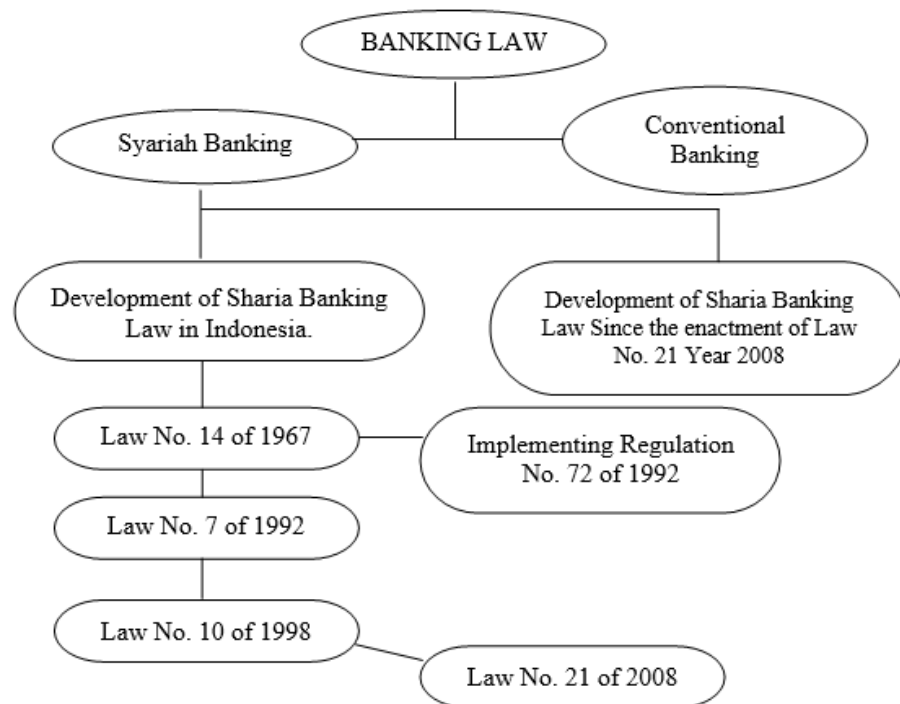 BANKING LAW
Syariah Banking
Conventional
Banking
Development of Sharia Banking
Law in Indonesia.
Development of Sharia Banking
Law Since the enactment of Law
No. 21 Year 2008
Law No. 14 of 1967
Implementing Regulation
No. 72 of 1992
Law No. 7 of 1992
Law No. 10 of 1998
Law No. 21 of 2008